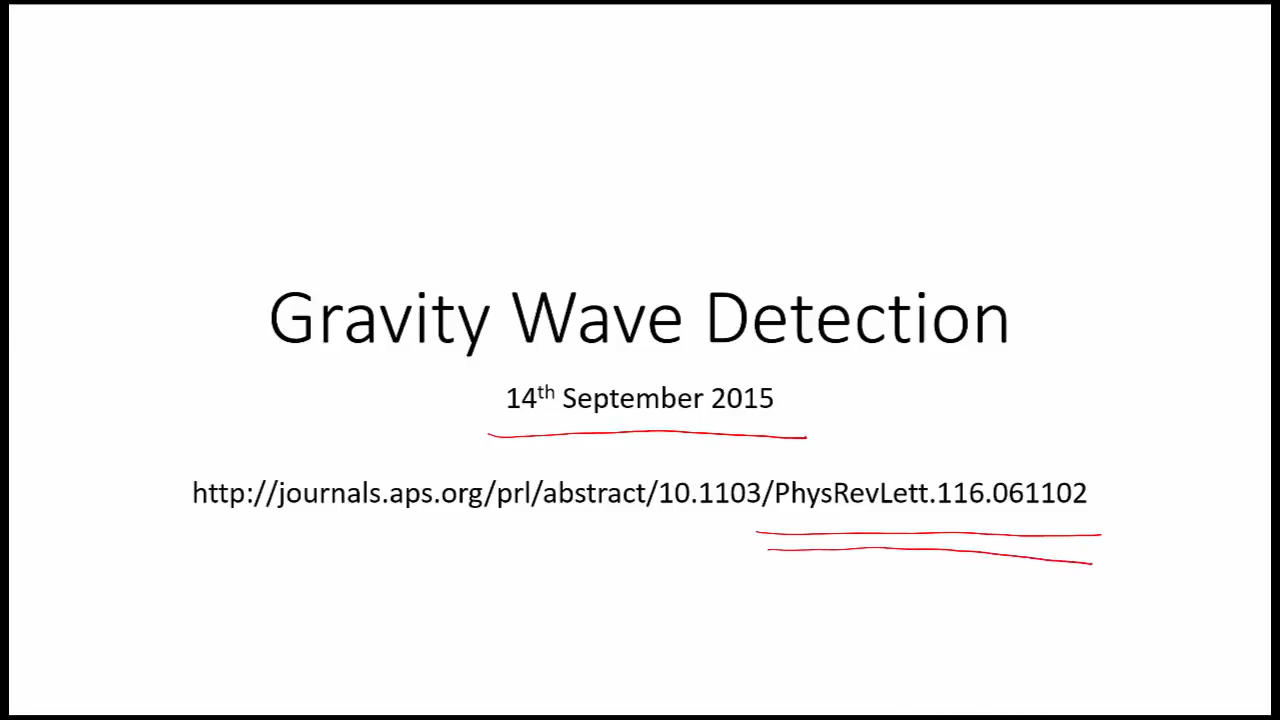 Gravity Wave Detection
14th September 2015
http://journals.aps.org/prl/abstract/10.1103/PhysRevLett.116.061102